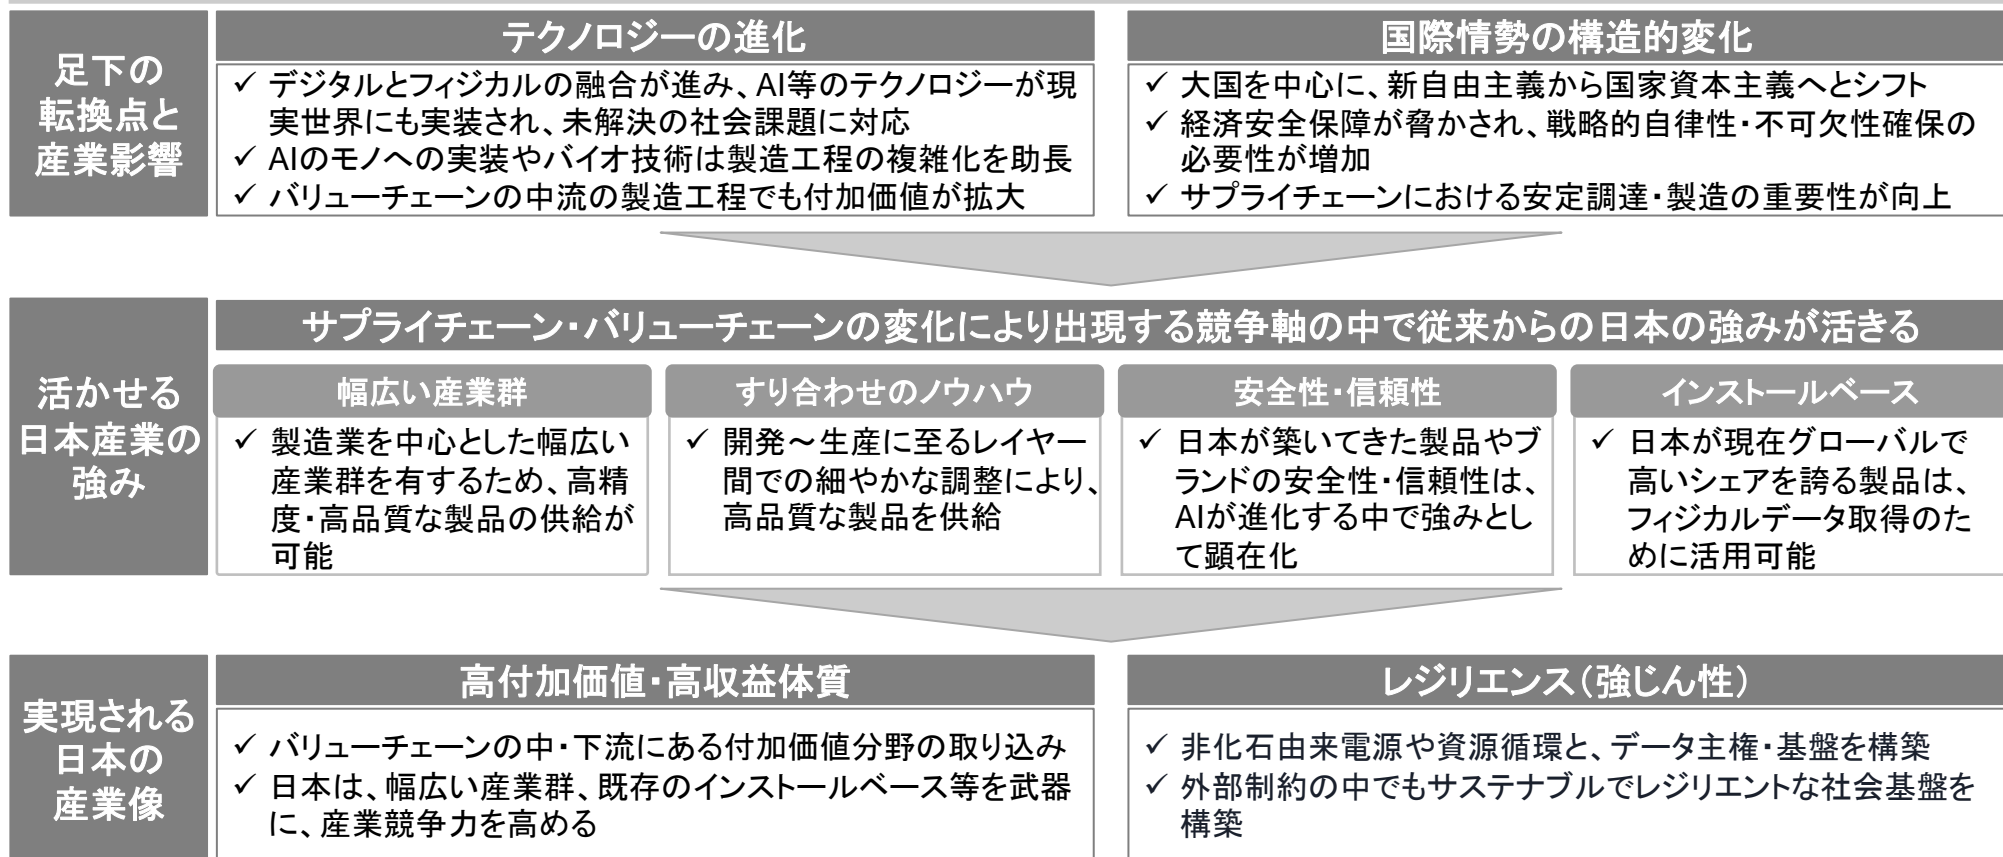 足下の
転換点と
産業影響
テクノロジーの進化
✓ デジタルとフィジカルの融合が進み、AI等のテクノロジーが現
実世界にも実装され、未解決の社会課題に対応
✓ AIのモノへの実装やバイオ技術は製造工程の複雑化を助長
✓ バリューチェーンの中流の製造工程でも付加価値が拡大
国際情勢の構造的変化
✓ 大国を中心に、新自由主義から国家資本主義へとシフト
✓ 経済安全保障が脅かされ、戦略的自律性・不可欠性確保の
必要性が増加
✓ サプライチェーンにおける安定調達・製造の重要性が向上
活かせる
日本産業の
強み
サプライチェーン・バリューチェーンの変化により出現する競争軸の中で従来からの日本の強みが活きる
幅広い産業群
✓ 製造業を中心とした幅広い
産業群を有するため、高精
度・高品質な製品の供給が
可能
すり合わせのノウハウ
✓ 開発～生産に至るレイヤー
間での細やかな調整により、
高品質な製品を供給
安全性・信頼性
✓ 日本が築いてきた製品やブ
ランドの安全性・信頼性は、
AIが進化する中で強みとし
て顕在化
インストールベース
✓ 日本が現在グローバルで
高いシェアを誇る製品は、
フィジカルデータ取得のた
めに活用可能
実現される
日本の
産業像
高付加価値・高収益体質
✓ バリューチェーンの中・下流にある付加価値分野の取り込み
✓ 日本は、幅広い産業群、既存のインストールベース等を武器
に、産業競争力を高める
レジリエンス（強じん性）
✓ 非化石由来電源や資源循環と、データ主権・基盤を構築
✓ 外部制約の中でもサステナブルでレジリエントな社会基盤を
構築